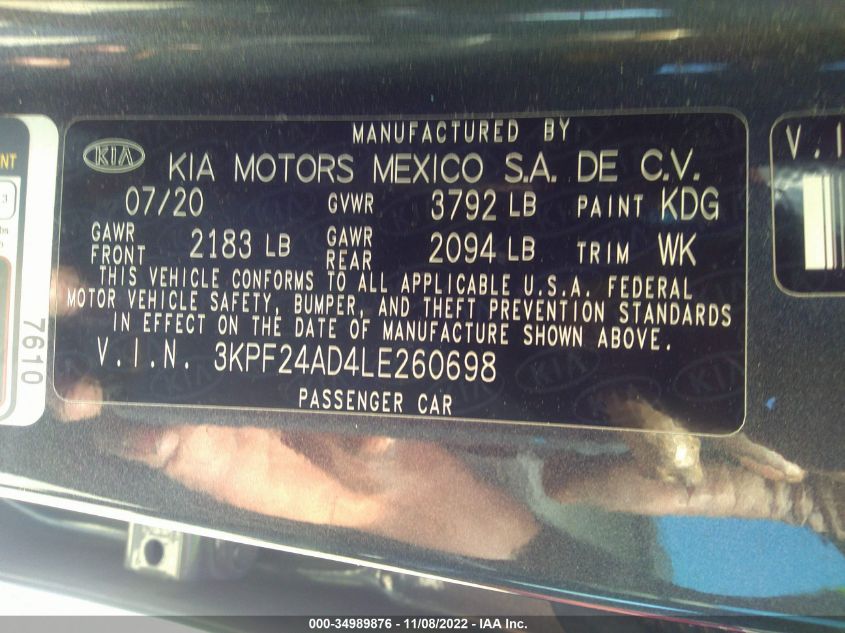 MANUFACTURED BY
KIA KIA MOTORS MEXICO S.A. DE C.V.
07/20 GVWR 3792 LB PAINT KDG
GAWR FRONT 2183 LB GAWR REAR 2094 LB TRIM WK
THIS VEHICLE CONFORMS TO ALL APPLICABLE U.S.A. FEDERAL
MOTOR VEHICLE SAFETY, BUMPER, AND THEFT PREVENTION STANDARDS
IN EFFECT ON THE DATE OF MANUFACTURE SHOWN ABOVE.
V.I.N. 3KPF24AD4LE260698
PASSENGER CAR
7610
3
V.I
000-34989876 - 11/08/2022 - IAA Inc.